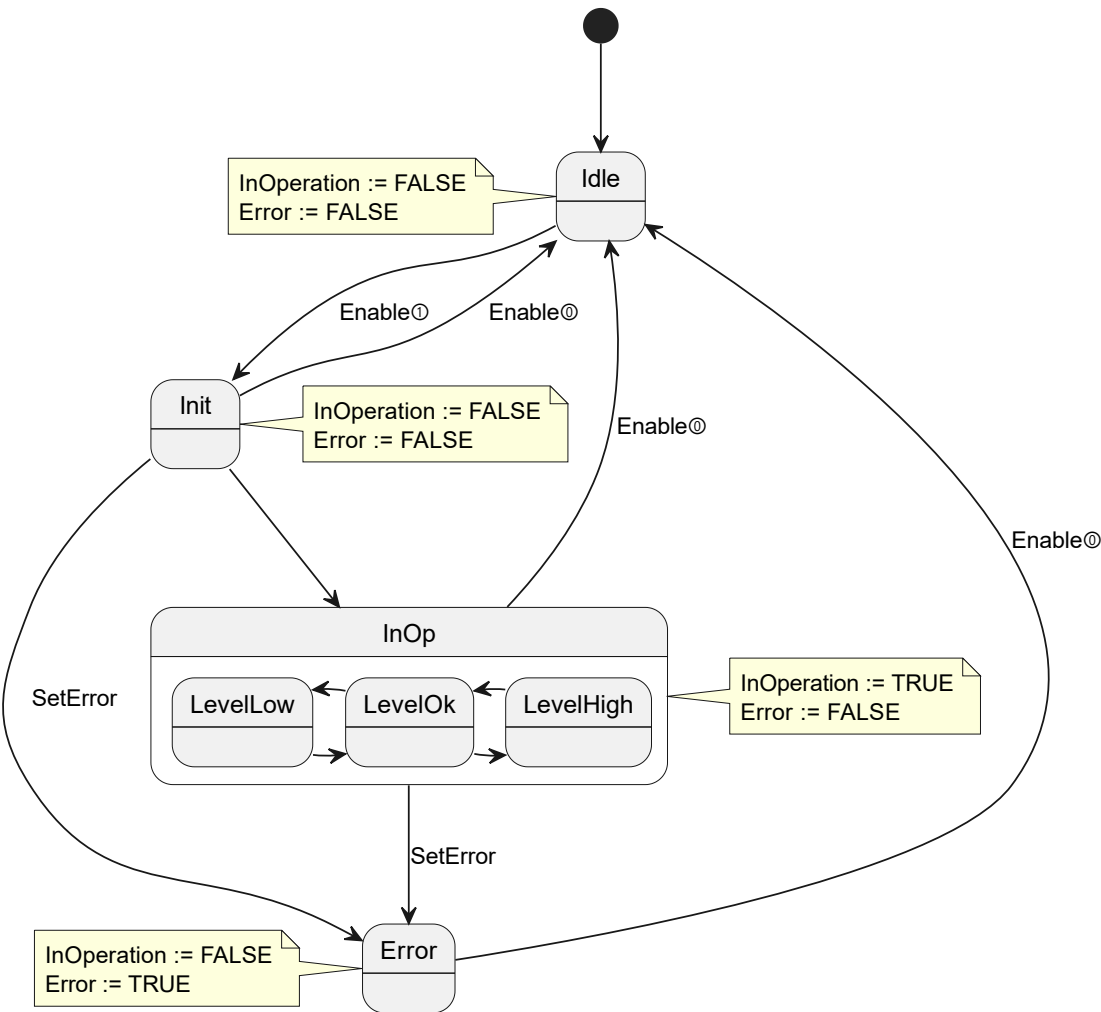 Idle
InOperation := FALSE
Error := FALSE
Enable⓪
Enable①
Init
InOperation := FALSE
Error := FALSE
Enable⓪
Enable⓪
InOp
LevelLow
LevelOk
LevelHigh
InOperation := TRUE
Error := FALSE
SetError
SetError
Error
InOperation := FALSE
Error := TRUE